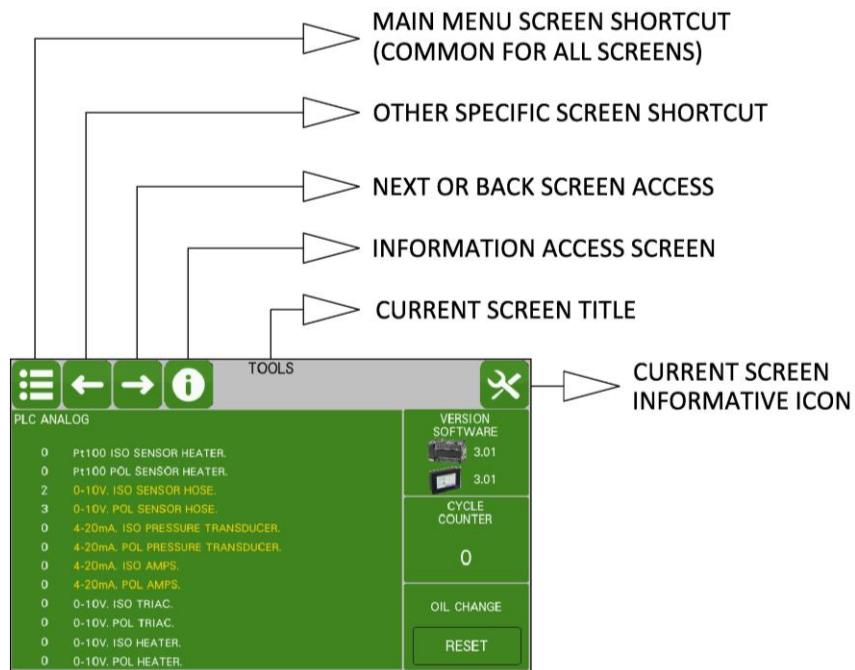 MAIN MENU SCREEN SHORTCUT
(COMMON FOR ALL SCREENS)
OTHER SPECIFIC SCREEN SHORTCUT
NEXT OR BACK SCREEN ACCESS
INFORMATION ACCESS SCREEN
CURRENT SCREEN TITLE
CURRENT SCREEN
INFORMATIVE ICON
TOOLS
PLC ANALOG
0 Pt100 ISO SENSOR HEATER.
0 Pt100 POL SENSOR HEATER.
2 0-10V. ISO SENSOR HOSE.
3 0-10V. POL SENSOR HOSE.
0 4-20mA. ISO PRESSURE TRANSDUCER.
0 4-20mA. POL PRESSURE TRANSDUCER.
0 4-20mA. ISO AMPS.
0 4-20mA. POL AMPS.
0 0-10V. ISO TRIAC.
0 0-10V. POL TRIAC.
0 0-10V. ISO HEATER.
0 0-10V. POL HEATER.
VERSION
SOFTWARE
3.01
3.01
CYCLE
COUNTER
0
OIL CHANGE
RESET